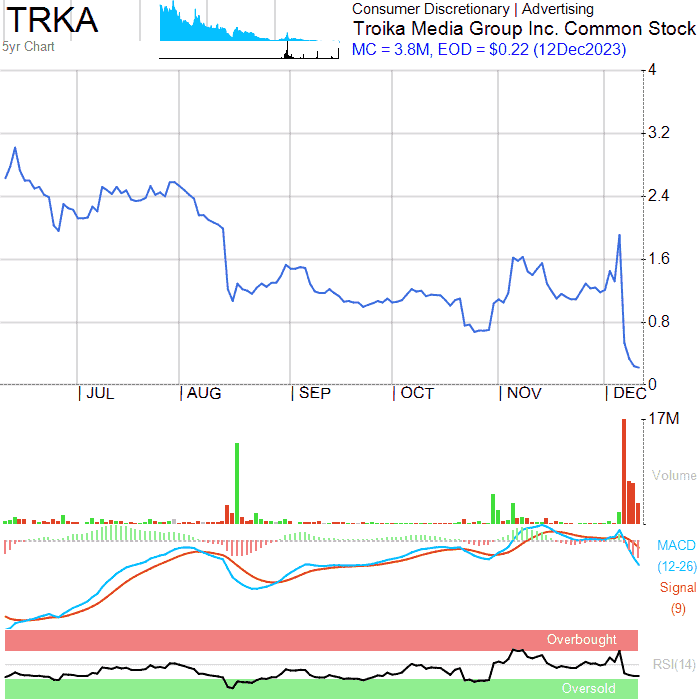 TRKA
5yr Chart
Consumer Discretionary | Advertising
Troika Media Group Inc. Common Stock
MC = 3.8M, EOD = $0.22 (12Dec2023)
4
3.2
2.4
1.6
0.8
0
| JUL | AUG | SEP | OCT | NOV | DEC
17M
Volume
MACD
(12-26)
Signal
(9)
Overbought
RSI(14)
Oversold